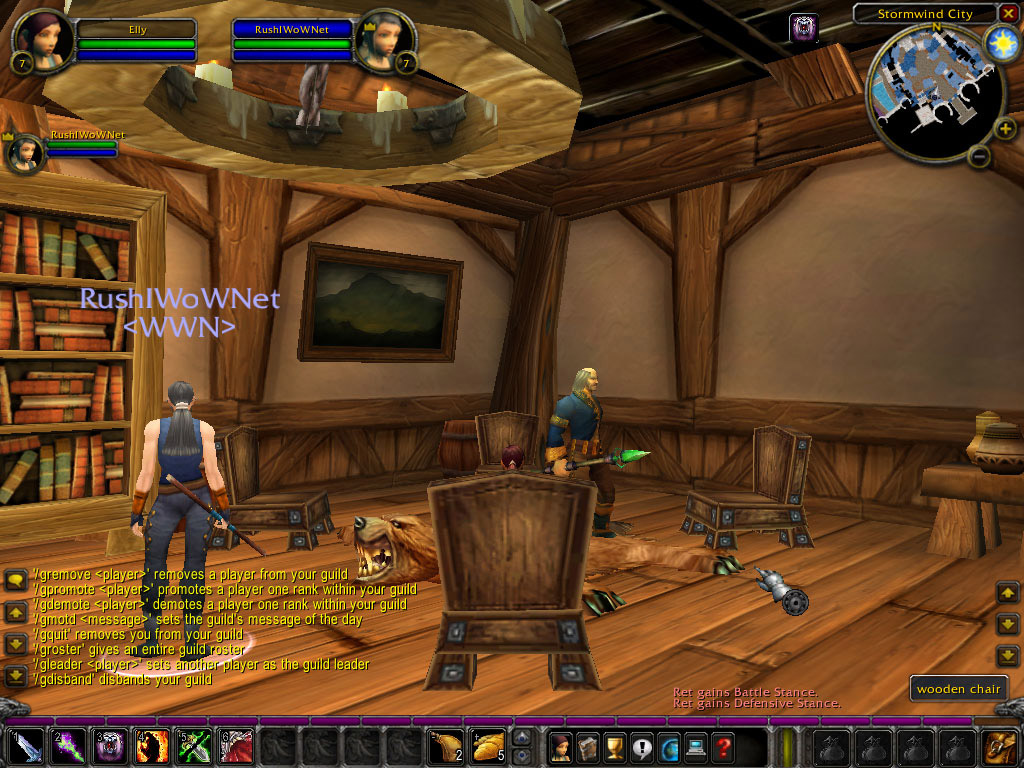 Elly
7
RushIWoWNet
7
Stormwind City
N
RushIWoWNet
RushIWoWNet
<WWN>
'/gremove <player>' removes a player from your guild
'/gpromote <player>' promotes a player one rank within your guild
'/gdemote <player>' demotes a player one rank within your guild
'/gmotd <message>' sets the guild's message of the day
'/gquit' removes you from your guild
'/groster' gives an entire guild roster
'/gleader <player>' sets another player as the guild leader
'/gdisband' disbands your guild
Ret gains Battle Stance.
Ret gains Defensive Stance.
wooden chair
3
4
5
6
2
5